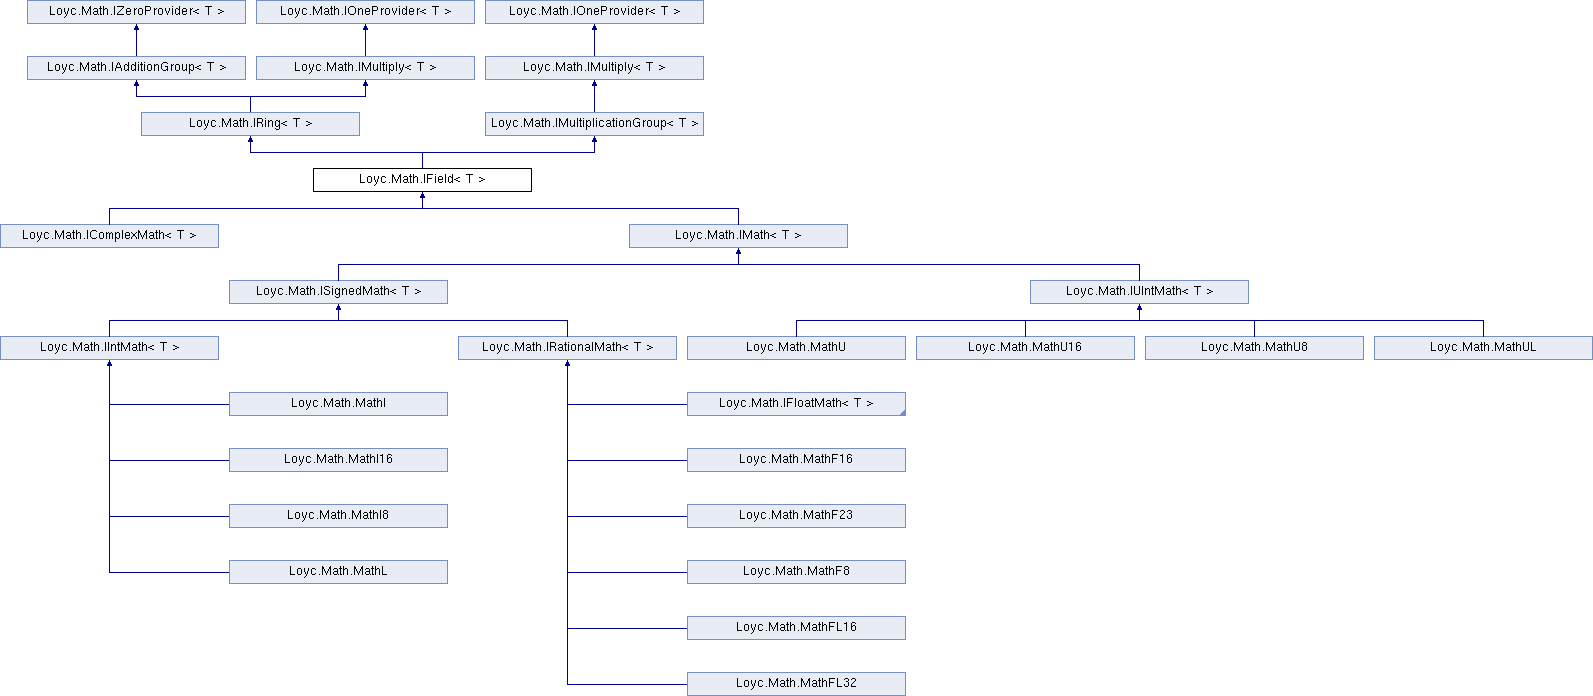 Loyc.Math.IZeroProvider< T >
Loyc.Math.IOneProvider< T >
Loyc.Math.IOneProvider< T >
Loyc.Math.IAdditionGroup< T >
Loyc.Math.IMultiply< T >
Loyc.Math.IMultiply< T >
Loyc.Math.IRing< T >
Loyc.Math.IMultiplicationGroup< T >
Loyc.Math.IField< T >
Loyc.Math.IComplexMath< T >
Loyc.Math.IMath< T >
Loyc.Math.ISignedMath< T >
Loyc.Math.IUIntMath< T >
Loyc.Math.IIntMath< T >
Loyc.Math.IRationalMath< T >
Loyc.Math.MathU
Loyc.Math.MathU16
Loyc.Math.MathU8
Loyc.Math.MathUL
Loyc.Math.MathI
Loyc.Math.IFloatMath< T >
Loyc.Math.MathI16
Loyc.Math.MathF16
Loyc.Math.MathI8
Loyc.Math.MathF23
Loyc.Math.MathL
Loyc.Math.MathF8
Loyc.Math.MathFL16
Loyc.Math.MathFL32